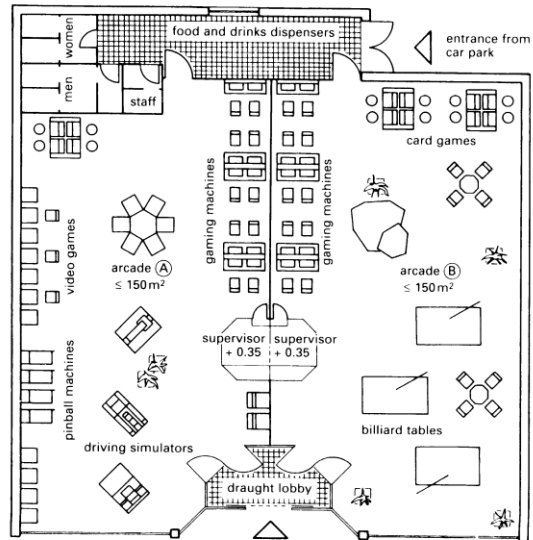 food and drinks dispensers
entrance from
car park
women
men
staff
card games
gaming machines
gaming machines
video games
arcade Ⓐ
≤ 150 m²
arcade Ⓑ
≤ 150 m²
supervisor
+ 0.35
supervisor
+ 0.35
pinball machines
driving simulators
billiard tables
draught lobby